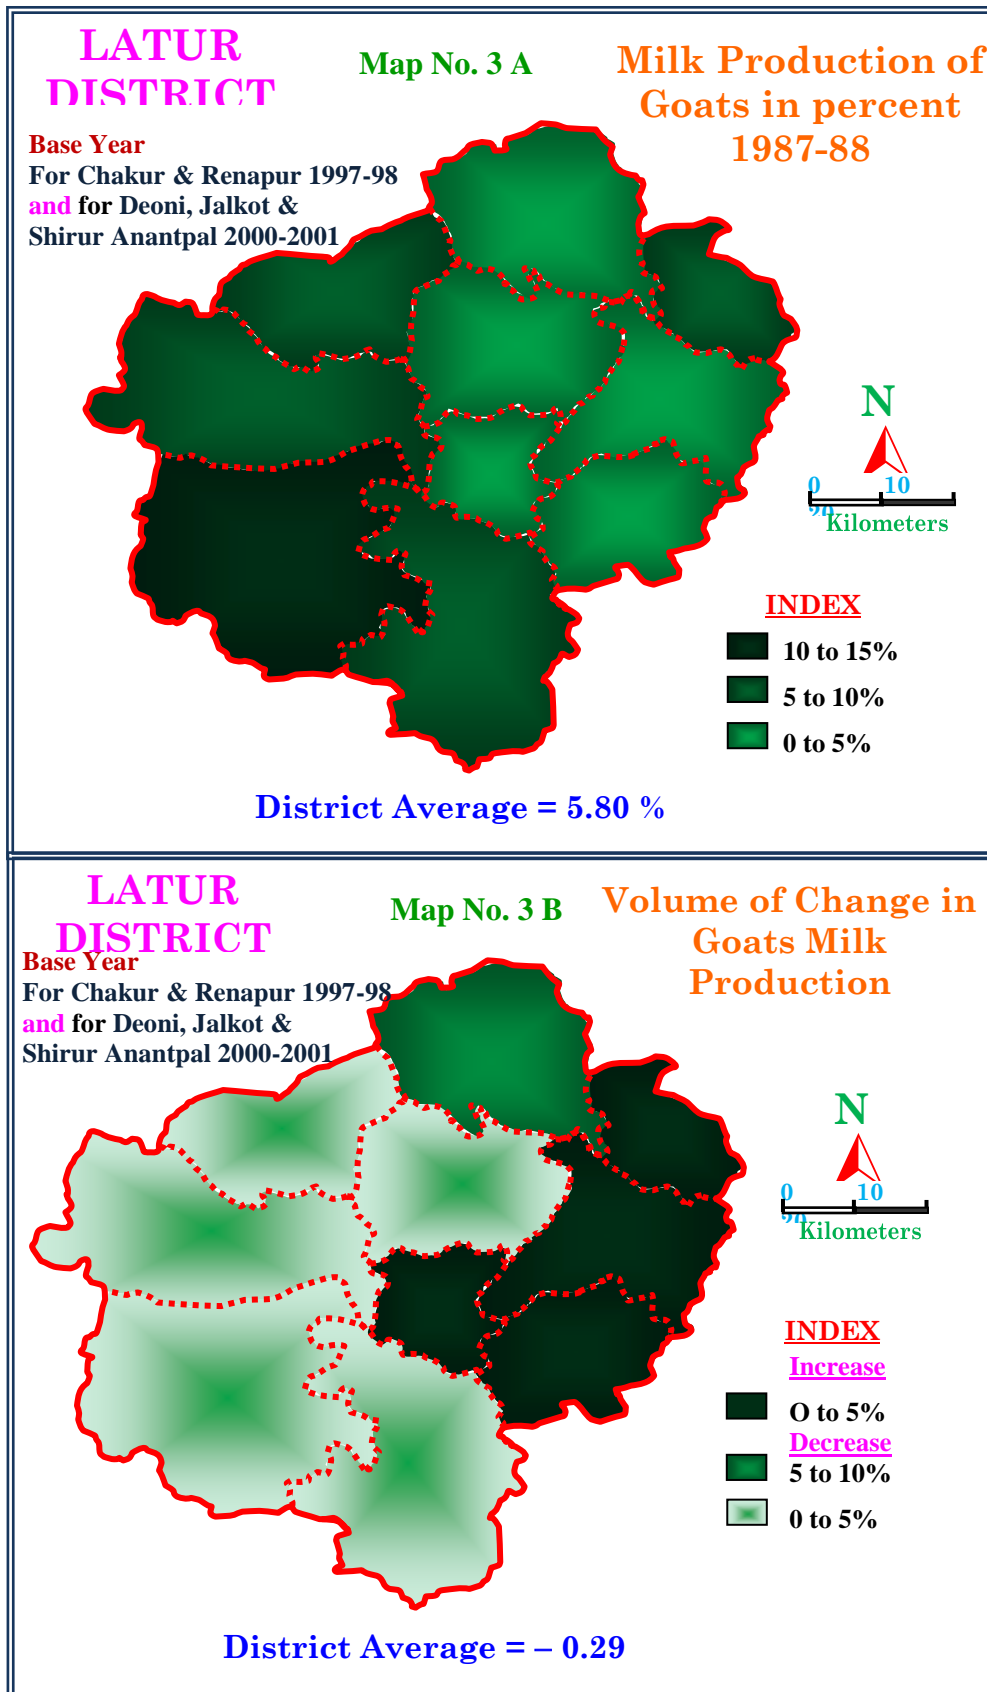 LATUR
DISTRICT
Map No. 3 A
Milk Production of
Goats in percent
1987-88
Base Year
For Chakur & Renapur 1997-98
and for Deoni, Jalkot &
Shirur Anantpal 2000-2001
N
0 10
20
Kilometers
INDEX
10 to 15%
5 to 10%
0 to 5%
District Average = 5.80 %
LATUR
DISTRICT
Map No. 3 B
Volume of Change in
Goats Milk
Production
Base Year
For Chakur & Renapur 1997-98
and for Deoni, Jalkot &
Shirur Anantpal 2000-2001
N
0 10
20
Kilometers
INDEX
Increase
O to 5%
Decrease
5 to 10%
0 to 5%
District Average = – 0.29